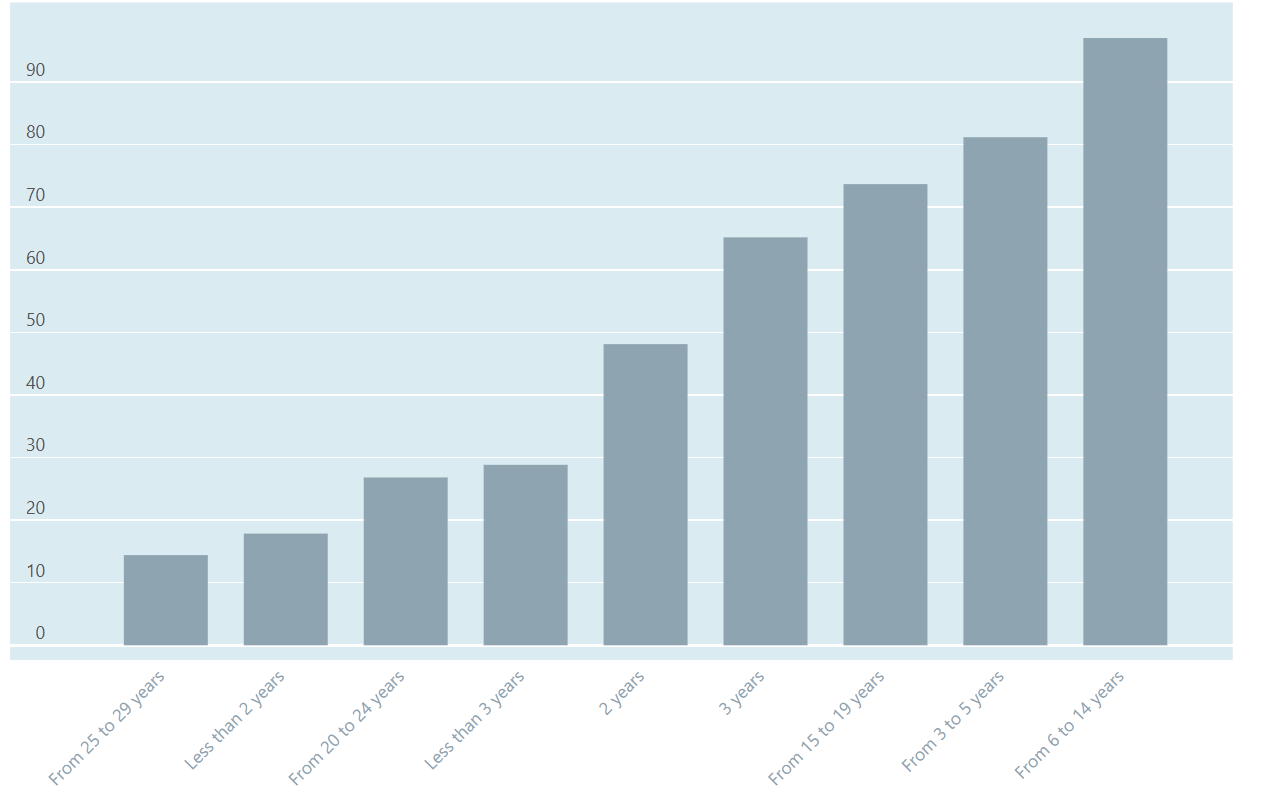 90
80
70
60
50
40
30
20
10
0
From 25 to 29 years
Less than 2 years
From 20 to 24 years
Less than 3 years
2 years
3 years
From 15 to 19 years
From 3 to 5 years
From 6 to 14 years